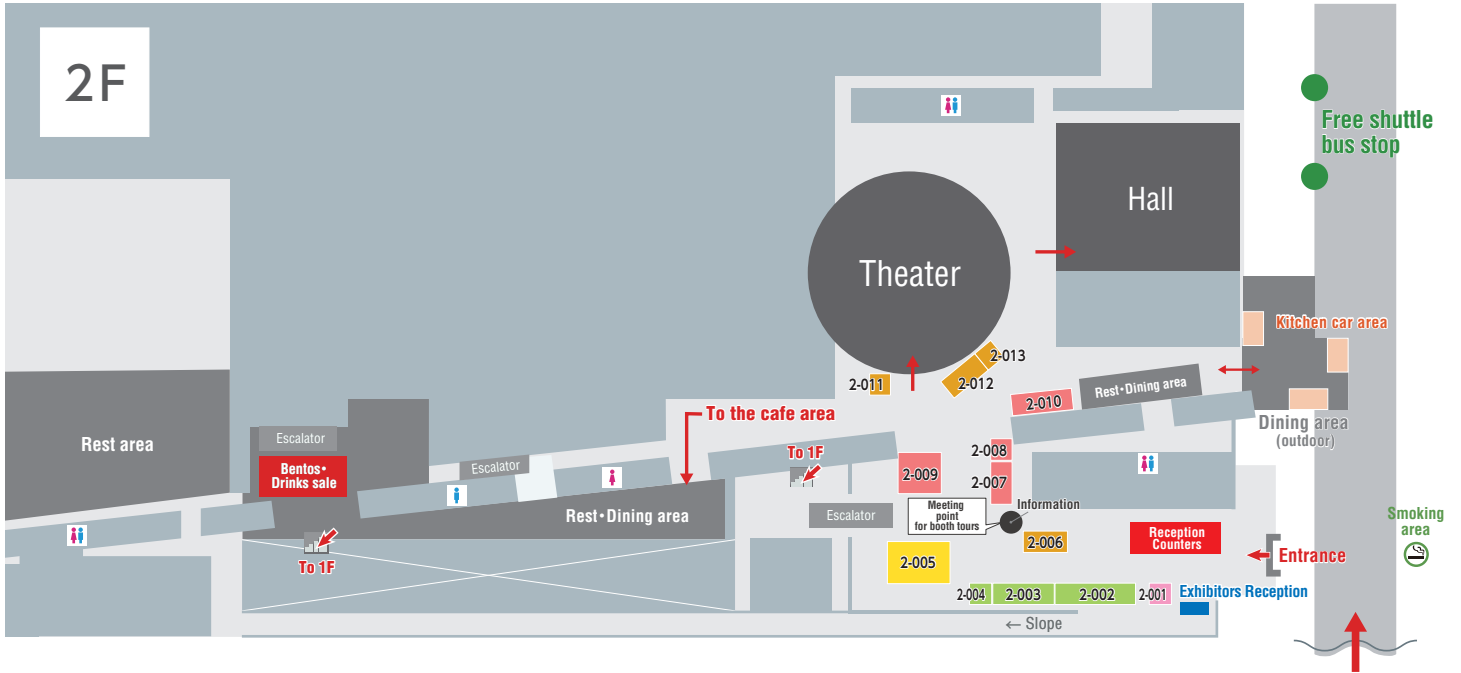 2F
Free shuttle
bus stop
Hall
Theater
Kitchen car area
2-013
2-011
2-012
Rest・Dining area
2-010
To the cafe area
Dining area
(outdoor)
Rest area
Escalator
Bentos・
Drinks sale
Escalator
To 1F
2-008
2-009
2-007
Rest・Dining area
Escalator
Meeting
point
for booth tours
Information
Smoking
area
Reception
Counters
2-006
Entrance
To 1F
2-005
2-004
2-003
2-002
2-001
Exhibitors Reception
← Slope